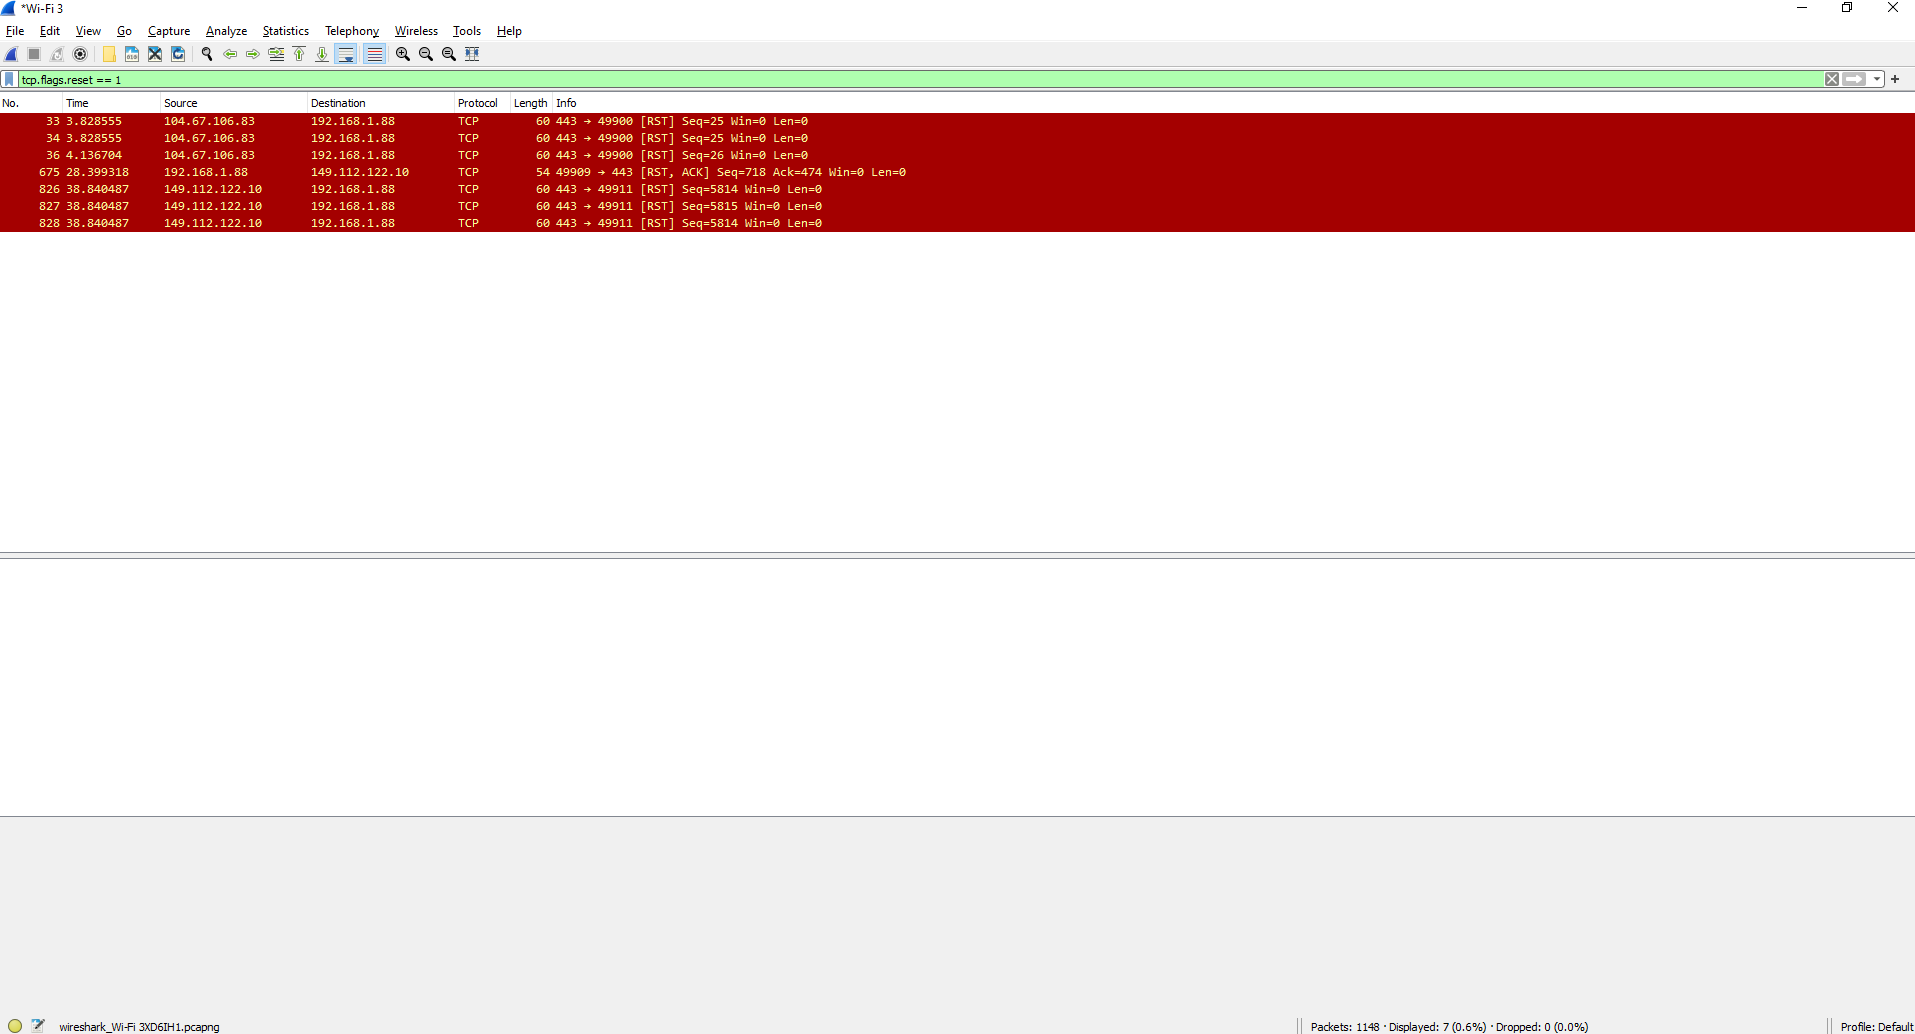 *Wi-Fi 3
File Edit View Go Capture Analyze Statistics Telephony Wireless Tools Help
tcp.flags.reset == 1
No. Time Source Destination Protocol Length Info
33 3.828555 104.67.106.83 192.168.1.88 TCP 60 443 → 49900 [RST] Seq=25 Win=0 Len=0
34 3.828555 104.67.106.83 192.168.1.88 TCP 60 443 → 49900 [RST] Seq=25 Win=0 Len=0
36 4.136704 104.67.106.83 192.168.1.88 TCP 60 443 → 49900 [RST] Seq=26 Win=0 Len=0
675 28.399318 192.168.1.88 149.112.122.10 TCP 54 49909 → 443 [RST, ACK] Seq=718 Ack=474 Win=0 Len=0
826 38.840487 149.112.122.10 192.168.1.88 TCP 60 443 → 49911 [RST] Seq=5814 Win=0 Len=0
827 38.840487 149.112.122.10 192.168.1.88 TCP 60 443 → 49911 [RST] Seq=5815 Win=0 Len=0
828 38.840487 149.112.122.10 192.168.1.88 TCP 60 443 → 49911 [RST] Seq=5814 Win=0 Len=0
wireshark_Wi-Fi 3XD6IH1.pcapng Packets: 1148 · Displayed: 7 (0.6%) · Dropped: 0 (0.0%) Profile: Default